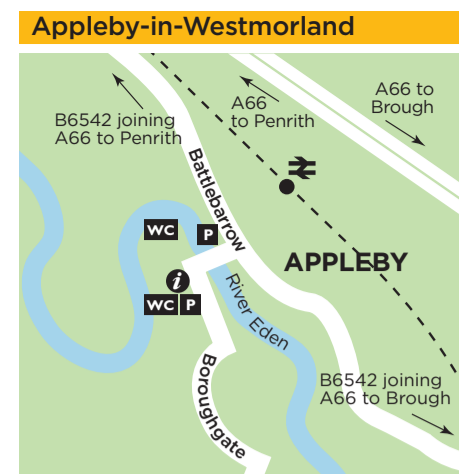 Appleby-in-Westmorland
B6542 joining
A66 to Penrith
A66
to Penrith
A66 to
Brough
Battlebarrow
WC
P
APPLEBY
i
WC P
River Eden
Boroughgate
B6542 joining
A66 to Brough